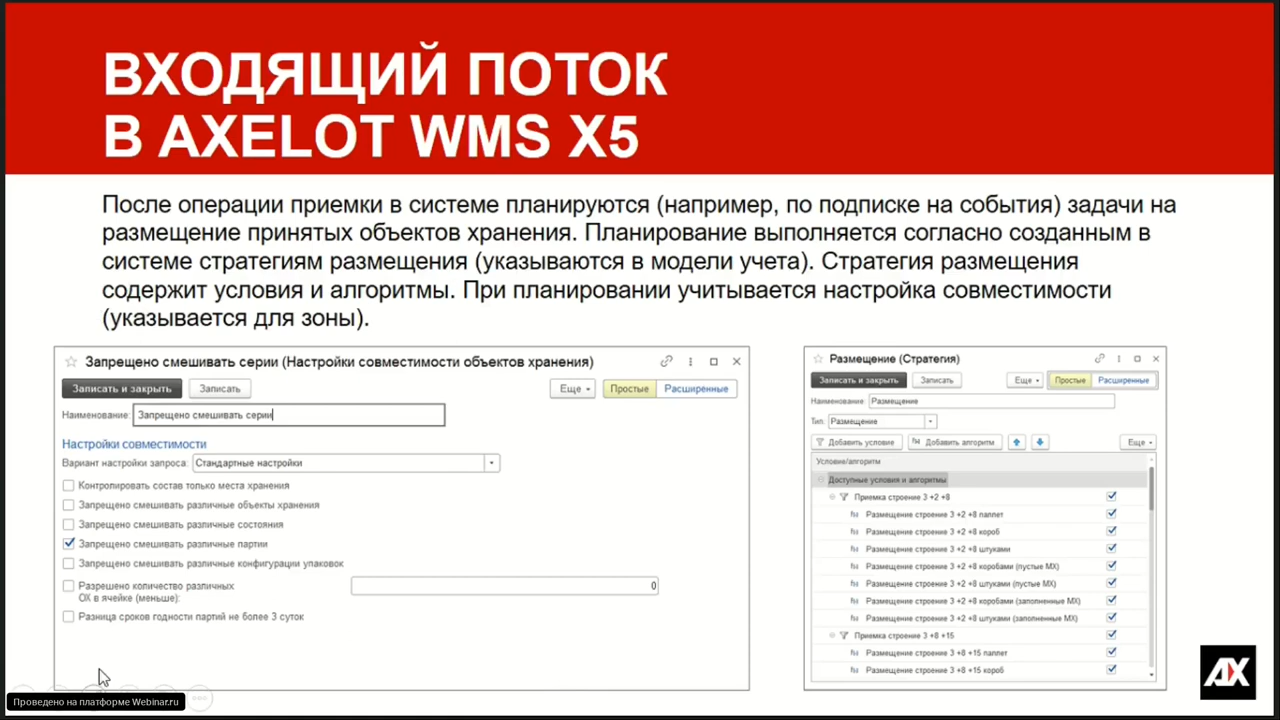 ВХОДЯЩИЙ ПОТОК
В AXELOT WMS X5
После операции приемки в системе планируются (например, по подписке на события) задачи на
размещение принятых объектов хранения. Планирование выполняется согласно созданным в
системе стратегиям размещения (указываются в модели учета). Стратегия размещения
содержит условия и алгоритмы. При планировании учитывается настройка совместимости
(указывается для зоны).
Запрещено смешивать серии (Настройки совместимости объектов хранения)
Записать и закрыть Записать Еще Простые Расширенные
Наименование: Запрещено смешивать серии
Настройки совместимости
Вариант настройки запроса: Стандартные настройки
Контролировать состав только места хранения
Запрещено смешивать различные объекты хранения
Запрещено смешивать различные состояния
Запрещено смешивать различные партии
Запрещено смешивать различные конфигурации упаковок
Разрешено количество различных 0
ОХ в ячейке (меньше):
Разница сроков годности партий не более 3 суток
Размещение (Стратегия)
Записать и закрыть Записать Еще Простые Расширенные
Наименование: Размещение
Тип: Размещение
Добавить условие Добавить алгоритм Еще
Условие/алгоритм
Доступные условия и алгоритмы
Приемка строение 3 +2 +8
Размещение строение 3 +2 +8 паллет
Размещение строение 3 +2 +8 короб
Размещение строение 3 +2 +8 штуками
Размещение строение 3 +2 +8 коробами (пустые МХ)
Размещение строение 3 +2 +8 штуками (пустые МХ)
Размещение строение 3 +2 +8 коробами (заполненные МХ)
Размещение строение 3 +2 +8 штуками (заполненные МХ)
Приемка строение 3 +8 +15
Размещение строение 3 +8 +15 паллет
Размещение строение 3 +8 +15 короб
AX
Проведено на платформе Webinar.ru